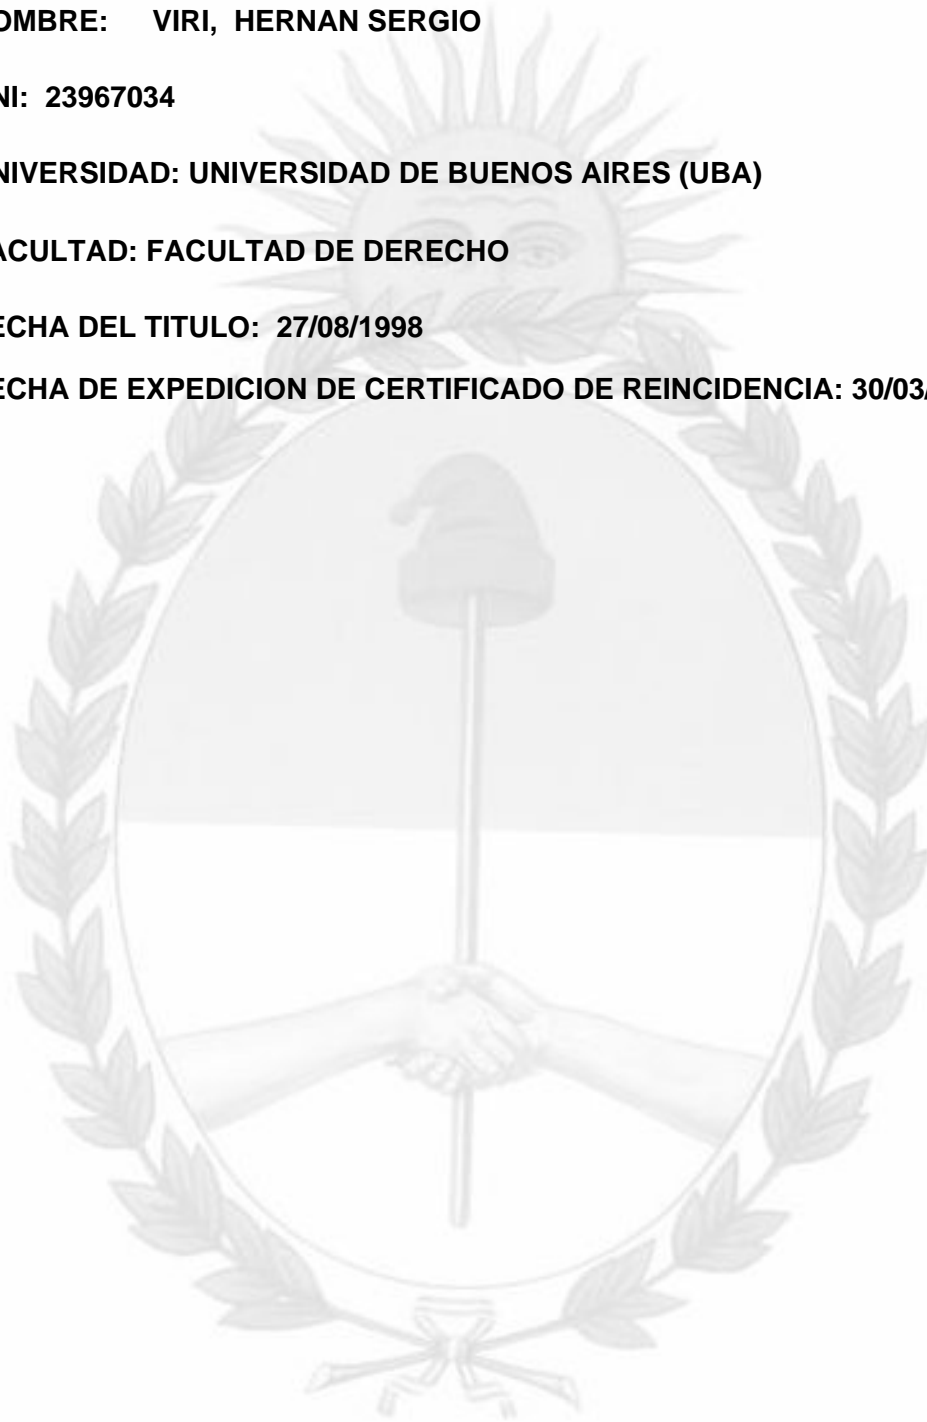 OMBRE: VIRI, HERNAN SERGIO
NI: 23967034
NIVERSIDAD: UNIVERSIDAD DE BUENOS AIRES (UBA)
ACULTAD: FACULTAD DE DERECHO
ECHA DEL TITULO: 27/08/1998
ECHA DE EXPEDICION DE CERTIFICADO DE REINCIDENCIA: 30/03/